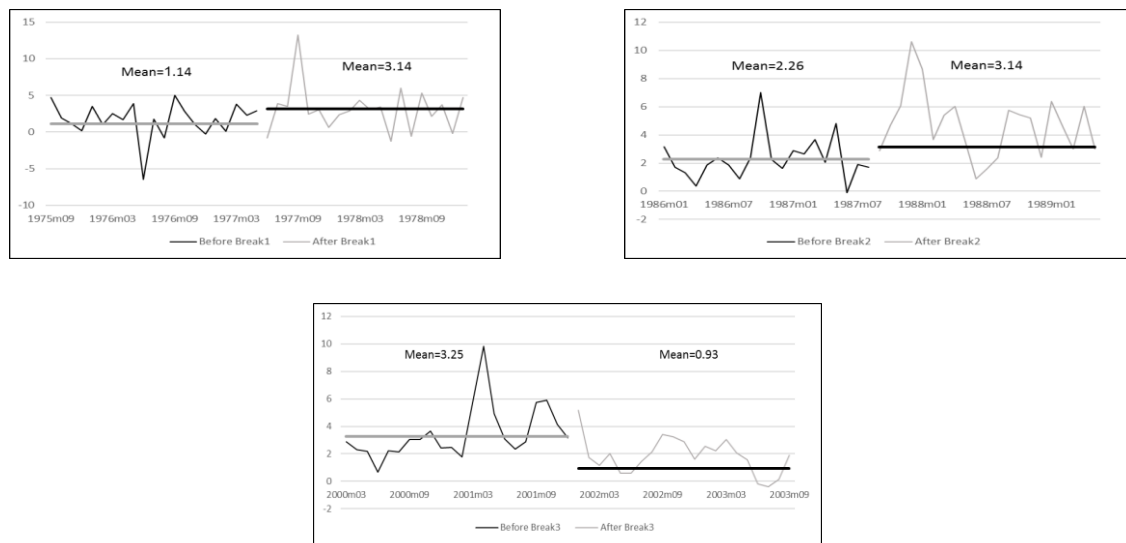 15
10
5
0
-5
-10
Mean=1.14
Mean=3.14
1975m09 1976m03 1976m09 1977m03 1977m09 1978m03 1978m09
Before Break1 After Break1
12
10
8
6
4
2
0
-2
Mean=2.26
Mean=3.14
1986m01 1986m07 1987m01 1987m07 1988m01 1988m07 1989m01
Before Break2 After Break2
12
10
8
6
4
2
0
-2
Mean=3.25
Mean=0.93
2000m03 2000m09 2001m03 2001m09 2002m03 2002m09 2003m03 2003m09
Before Break3 After Break3